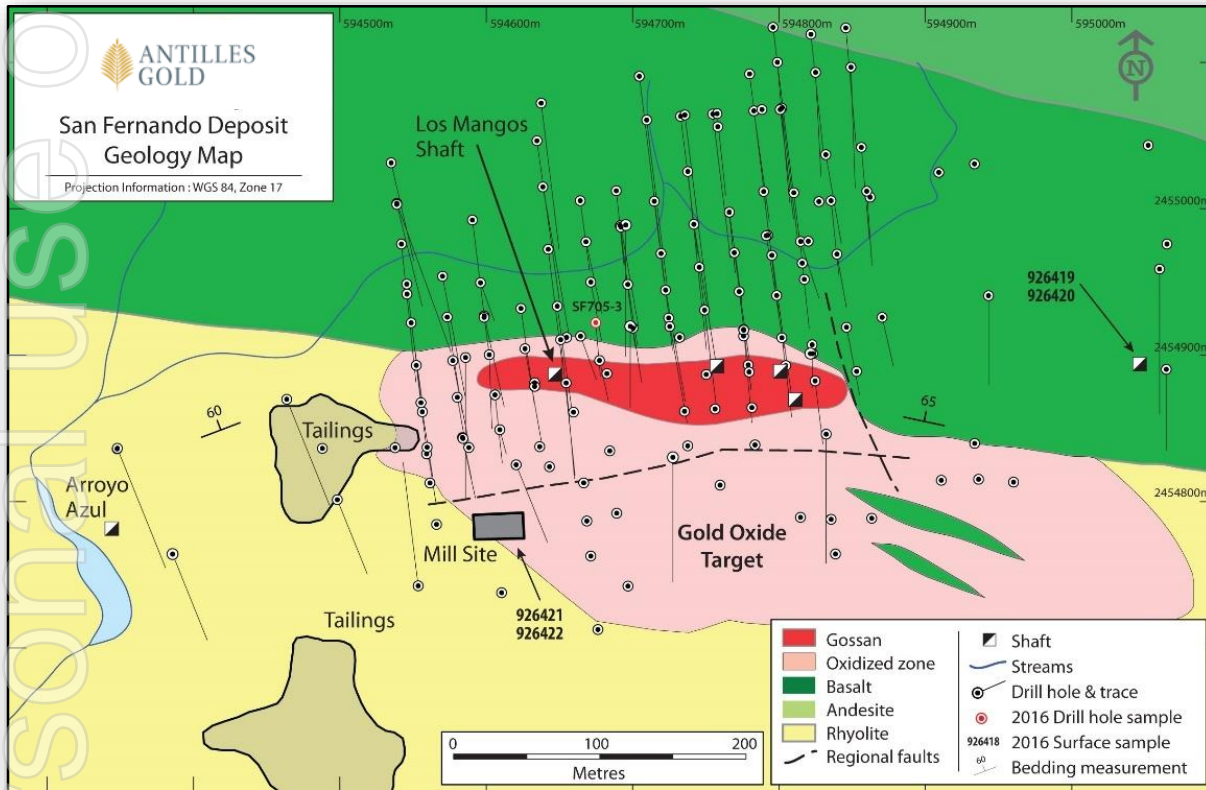 594500m
594600m
594700m
594800m
594900m
595000m
ANTILLES
GOLD
San Fernando Deposit
Geology Map
Projection Information : WGS 84, Zone 17
N
Los Mangos
Shaft
2455000m
SF705-3
926419
926420
2454900m
60
65
Tailings
Arroyo
Azul
2454800m
Mill Site
Gold Oxide
Target
926421
926422
Tailings
0
100
200
Metres
Gossan
Oxidized zone
Basalt
Andesite
Rhyolite
Regional faults
Shaft
Streams
Drill hole & trace
2016 Drill hole sample
926418
2016 Surface sample
60
Bedding measurement
sonal use o